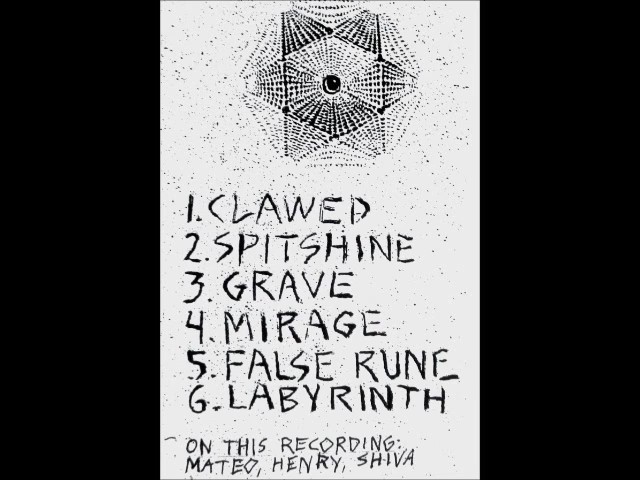 1. CLAWED
2. SPITSHINE
3. GRAVE
4. MIRAGE
5. FALSE RUNE
6. LABYRINTH
ON THIS RECORDING:
MATEO, HENRY, SHIVA